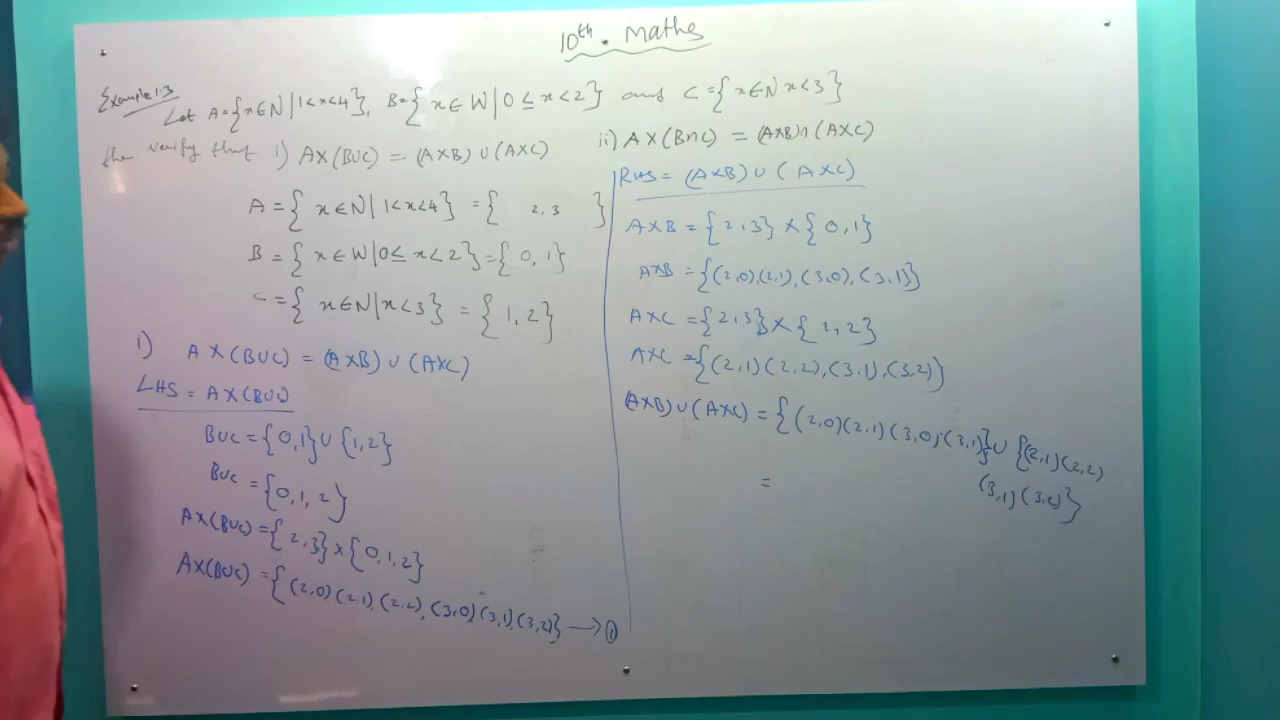 10th. Maths
Example 1.3
Let A={x∈N|1<x<4}, B={x∈W|0≤x<2} and C={x∈N x<3}
the verify that i) A×(B∪C) = (A×B)∪(A×C) ii) A×(B∩C) = (A×B)∩(A×C)
A={ x∈N|1<x<4} ={ 2,3 }
B={ x∈W|0≤x<2}={0,1}
C={ x∈N|x<3} = {1,2}
i) A×(B∪C) = (A×B)∪(A×C)
LHS = A×(B∪C)
B∪C={0,1}∪{1,2}
B∪C={0,1,2}
A×(B∪C)={2,3}×{0,1,2}
A×(B∪C)={(2,0)(2,1),(2,2),(3,0)(3,1),(3,2)}→①
RHS= (A×B)∪(A×C)
A×B={2,3}×{0,1}
A×B={(2,0),(2,1),(3,0),(3,1)}
A×C={2,3}×{1,2}
A×C={(2,1)(2,2),(3,1),(3,2)}
(A×B)∪(A×C)={(2,0)(2,1)(3,0)(3,1)}∪{(2,1)(2,2)
(3,1)(3,2)}
=